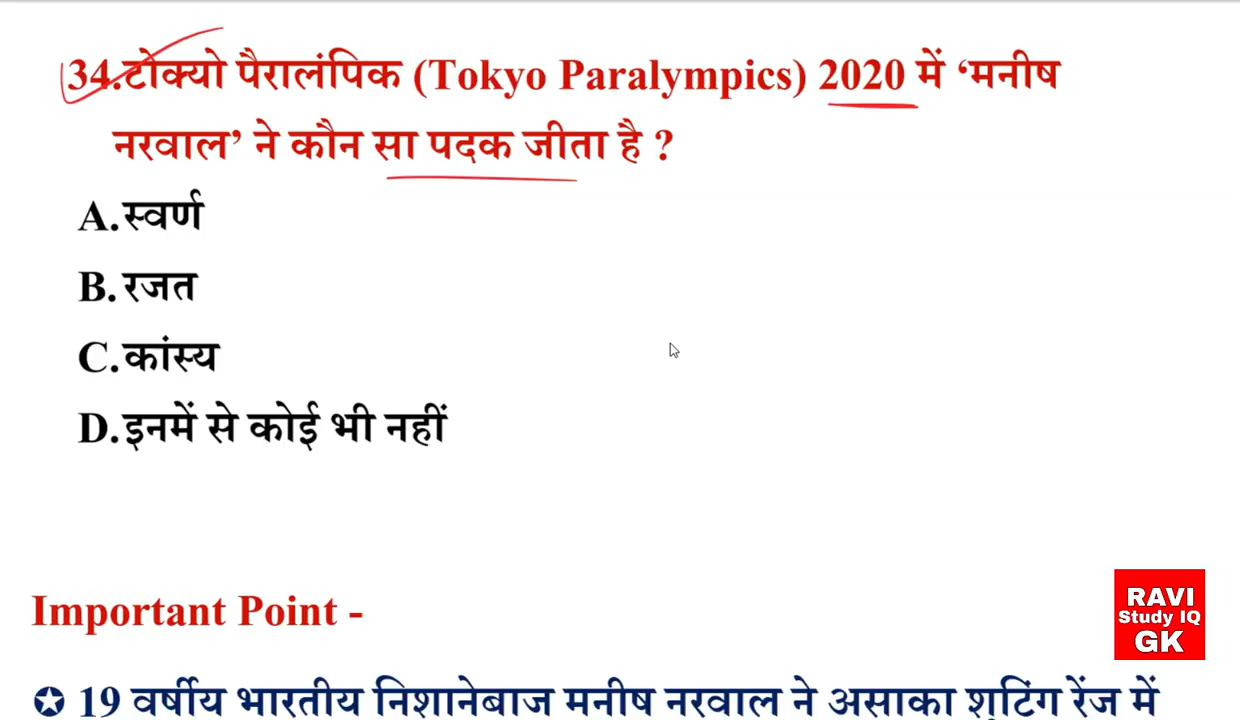 34.टोक्यो पैरालंपिक (Tokyo Paralympics) 2020 में ‘मनीष
नरवाल’ ने कौन सा पदक जीता है ?
A.स्वर्ण
B.रजत
C.कांस्य
D.इनमें से कोई भी नहीं
Important Point -
RAVI
Study IQ
GK
19 वर्षीय भारतीय निशानेबाज मनीष नरवाल ने असाका शूटिंग रेंज में